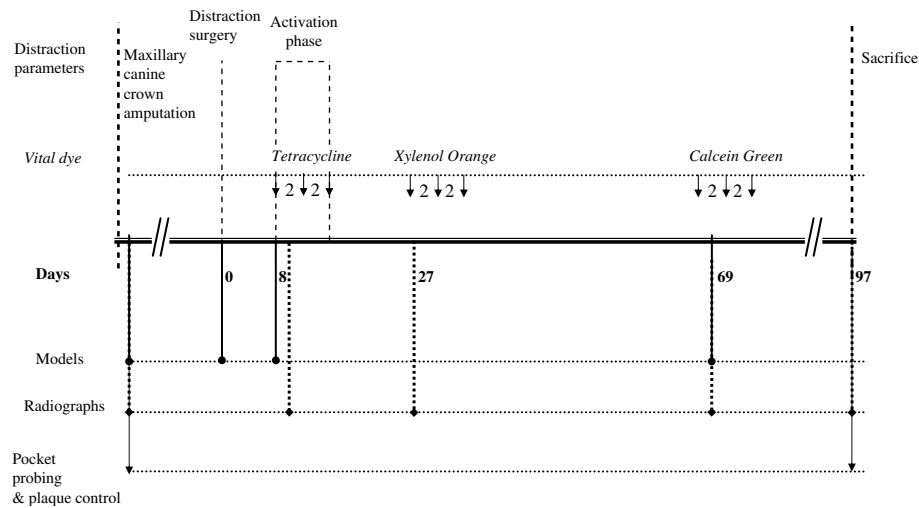 Distraction
surgery
Activation
phase
Distraction
parameters
Maxillary
canine
crown
amputation
Sacrifice
Vital dye
Tetracycline
Xylenol Orange
Calcein Green
2 2
2 2
2 2
Days
0
8
27
69
97
Models
Radiographs
Pocket
probing
& plaque control